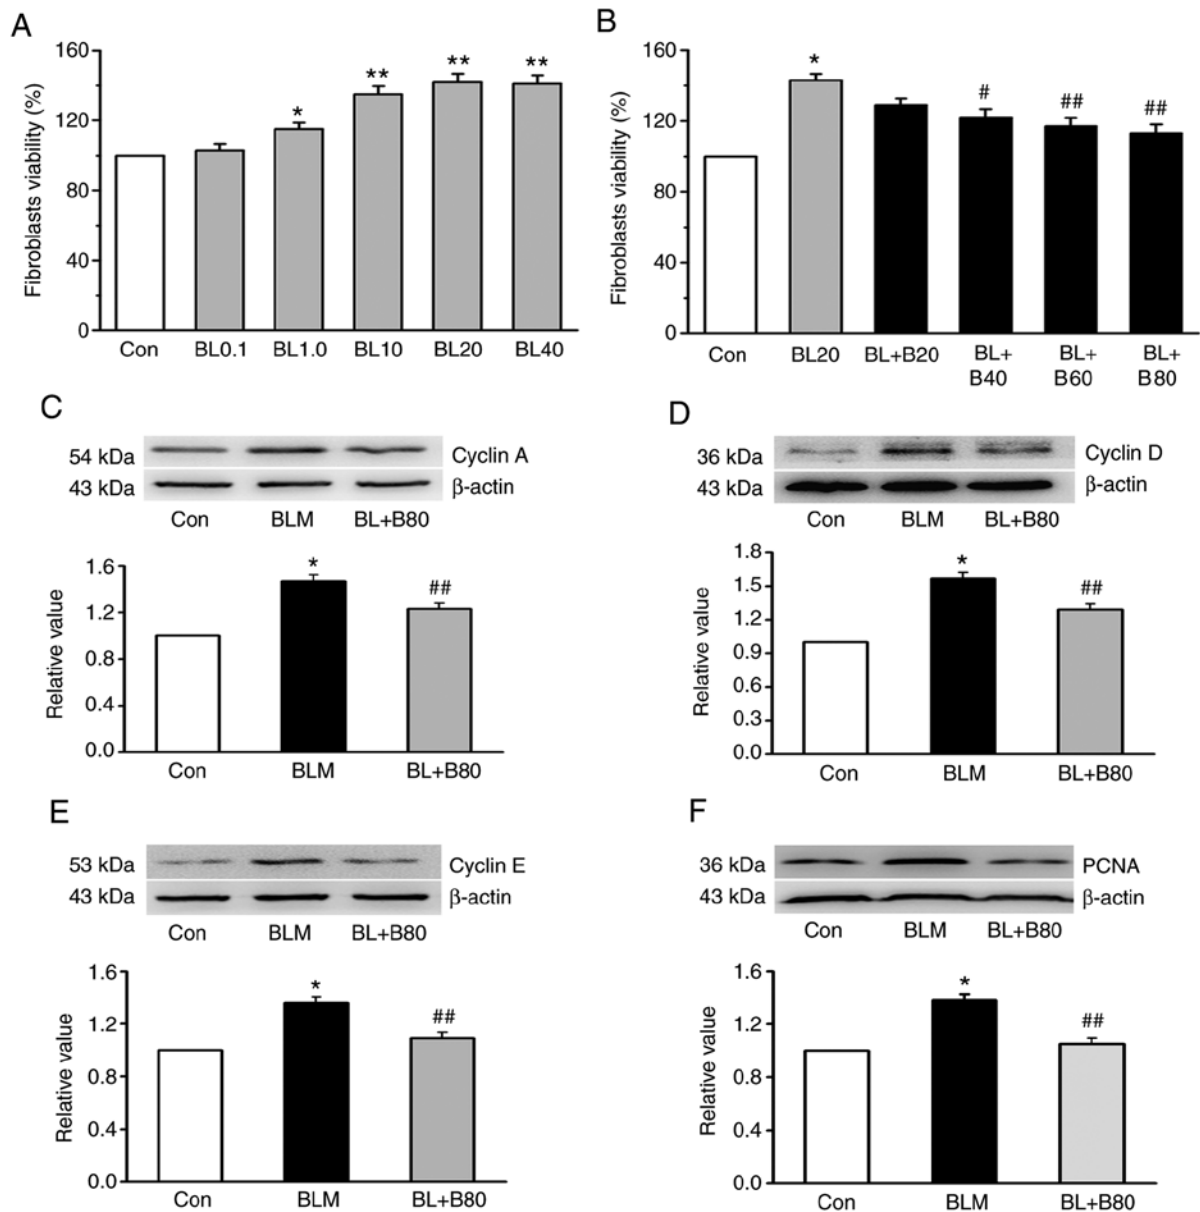 A
Fibroblasts viability (%)
160
120
80
40
0
*
**
**
**
Con BL0.1 BL1.0 BL10 BL20 BL40
B
Fibroblasts viability (%)
160
120
80
40
0
*
#
##
##
Con BL20 BL+B20 BL+ BL+ BL+
B40 B60 B80
C
54 kDa Cyclin A
43 kDa β-actin
Con BLM BL+B80
Relative value
1.6
1.2
0.8
0.4
0.0
*
##
Con BLM BL+B80
D
36 kDa Cyclin D
43 kDa β-actin
Con BLM BL+B80
Relative value
1.8
1.5
1.2
0.9
0.6
0.3
0.0
*
##
Con BLM BL+B80
E
53 kDa Cyclin E
43 kDa β-actin
Con BLM BL+B80
Relative value
1.6
1.2
0.8
0.4
0.0
*
##
Con BLM BL+B80
F
36 kDa PCNA
43 kDa β-actin
Con BLM BL+B80
Relative value
1.6
1.2
0.8
0.4
0.0
*
##
Con BLM BL+B80